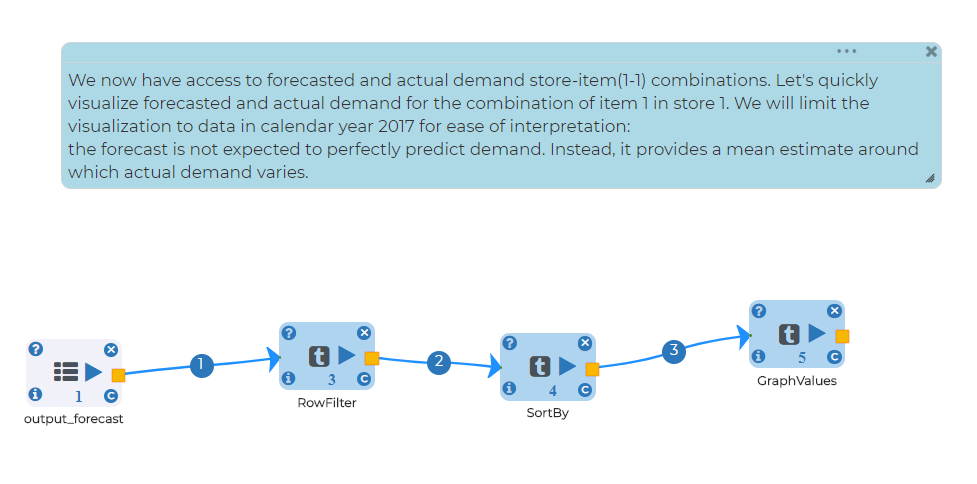 We now have access to forecasted and actual demand store-item(1-1) combinations. Let's quickly
visualize forecasted and actual demand for the combination of item 1 in store 1. We will limit the
visualization to data in calendar year 2017 for ease of interpretation:
the forecast is not expected to perfectly predict demand. Instead, it provides a mean estimate around
which actual demand varies.
1
output_forecast
1
t
3
RowFilter
2
t
4
SortBy
3
t
5
GraphValues